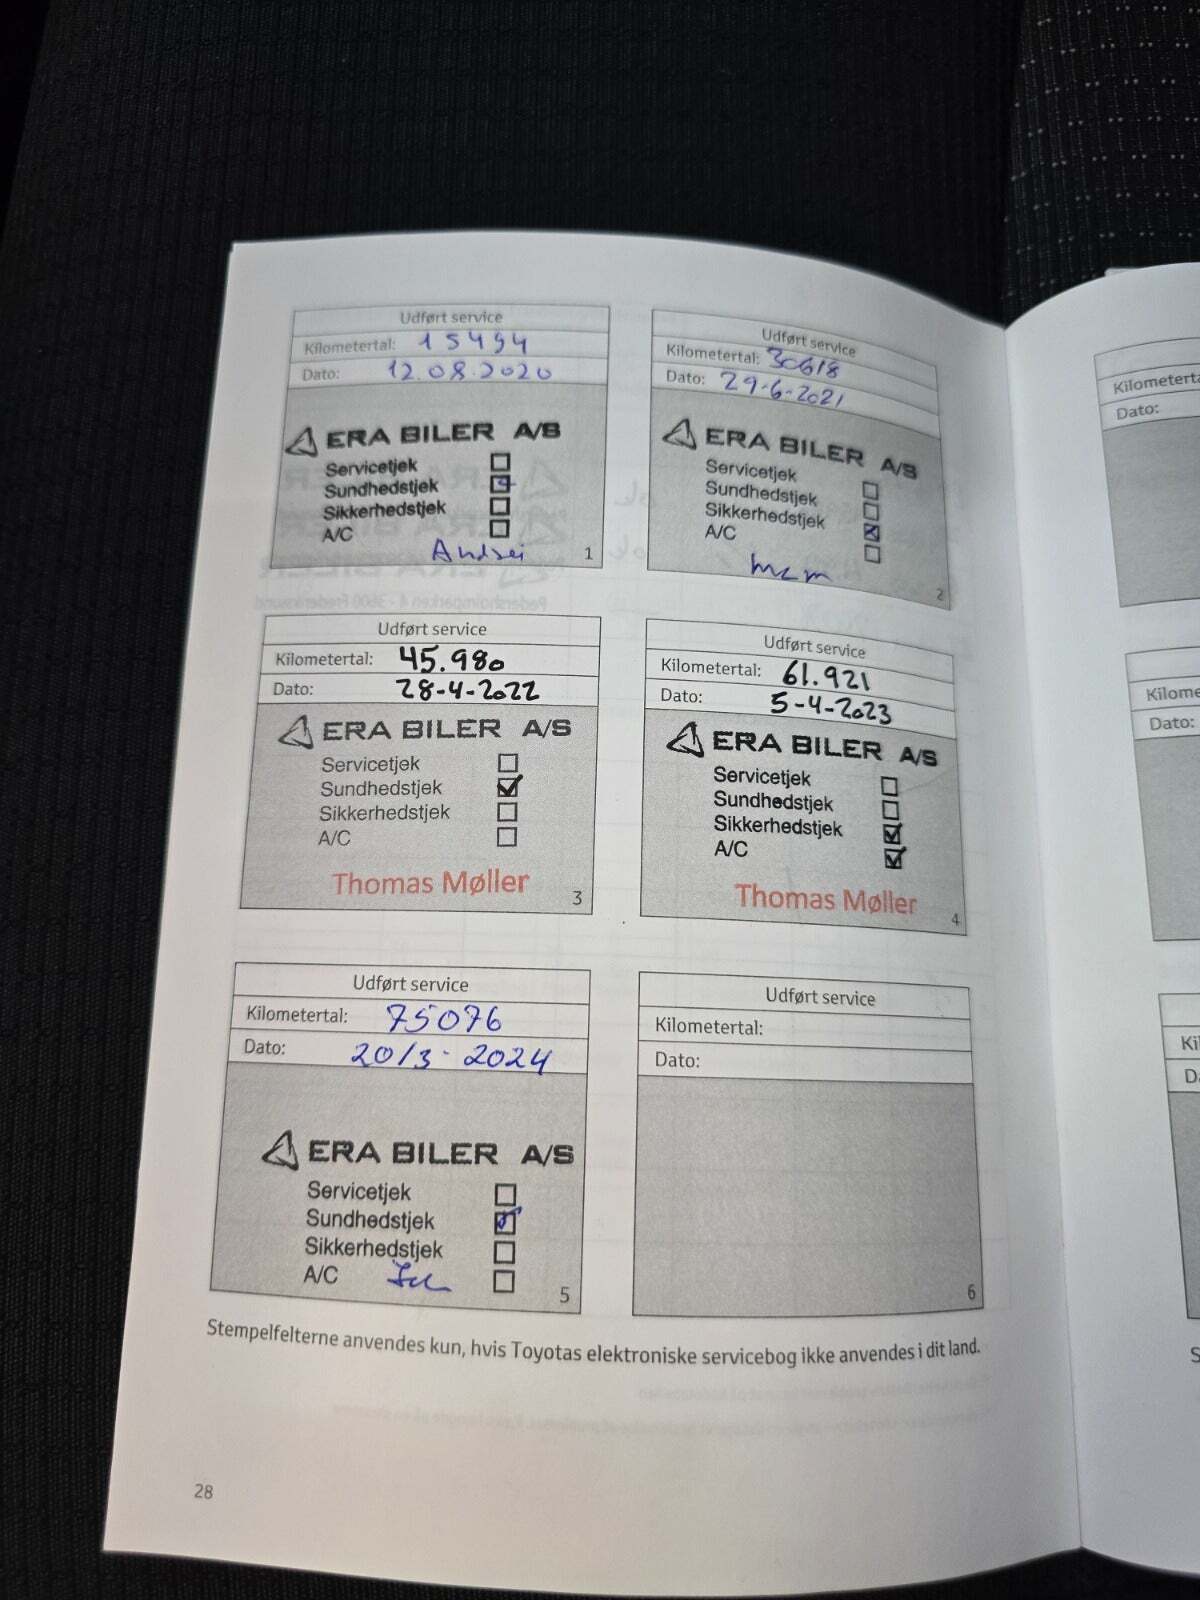 Udført service
Kilometertal: 15494
Dato: 12.08.2020
ERA BILER A/S
Servicetjek
Sundhedstjek
Sikkerhedstjek
A/C
Andrei
1
Udført service
Kilometertal: 30618
Dato: 29-6-2021
ERA BILER A/S
Servicetjek
Sundhedstjek
Sikkerhedstjek
A/C
2
Udført service
Kilometertal: 45.980
Dato: 28-4-2022
ERA BILER A/S
Servicetjek
Sundhedstjek
Sikkerhedstjek
A/C
Thomas Møller
3
Udført service
Kilometertal: 61.921
Dato: 5-4-2023
ERA BILER A/S
Servicetjek
Sundhedstjek
Sikkerhedstjek
A/C
Thomas Møller
4
Udført service
Kilometertal: 75076
Dato: 20/3-2024
ERA BILER A/S
Servicetjek
Sundhedstjek
Sikkerhedstjek
A/C
5
Udført service
Kilometertal:
Dato:
6
Stempelfelterne anvendes kun, hvis Toyotas elektroniske servicebog ikke anvendes i dit land.
28
Dato:
Dato: